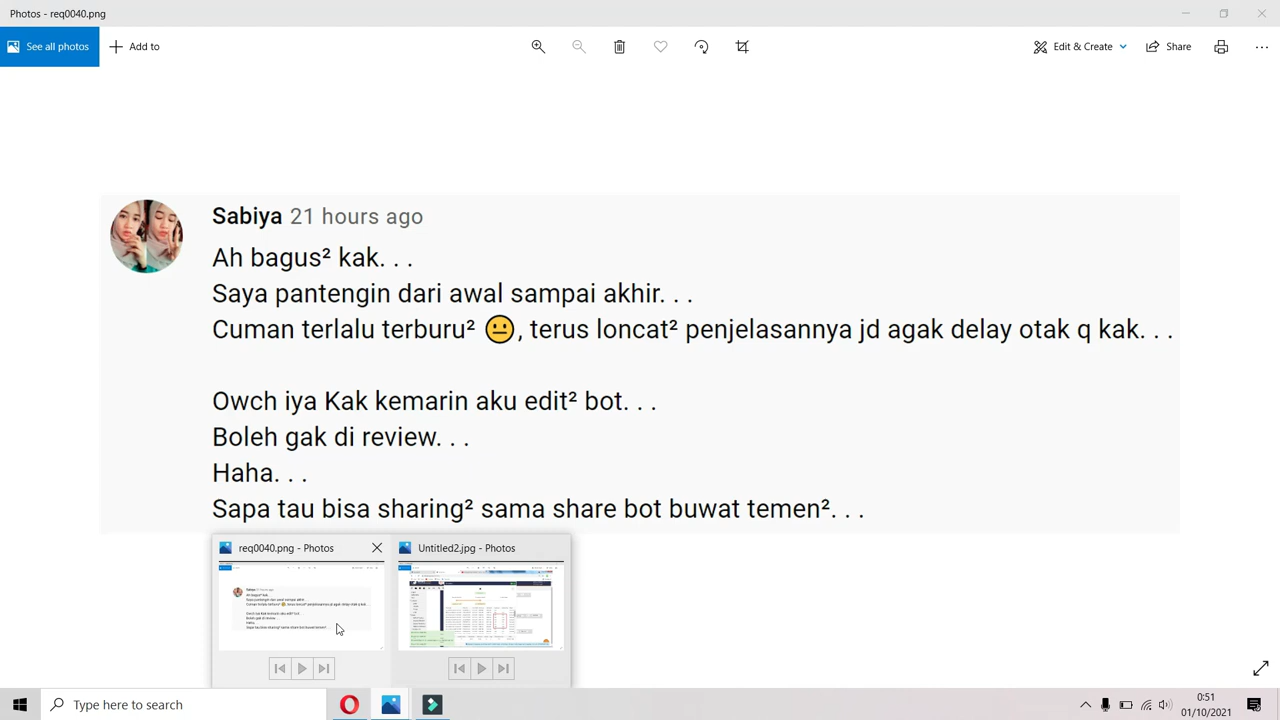 Photos - req0040.png
See all photos
Add to
Edit & Create
Share
Sabiya 21 hours ago
Ah bagus² kak. . .
Saya pantengin dari awal sampai akhir. . .
Cuman terlalu terburu² 😐, terus loncat² penjelasannya jd agak delay otak q kak. . .
Owch iya Kak kemarin aku edit² bot. . .
Boleh gak di review. . .
Haha. . .
Sapa tau bisa sharing² sama share bot buwat temen². . .
req0040.png - Photos
Untitled2.jpg - Photos
Type here to search
0:51
01/10/2021